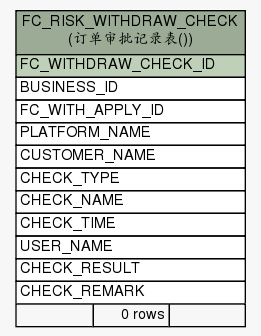 FC_RISK_WITHDRAW_CHECK
(订单审批记录表())
FC_WITHDRAW_CHECK_ID
BUSINESS_ID
FC_WITH_APPLY_ID
PLATFORM_NAME
CUSTOMER_NAME
CHECK_TYPE
CHECK_NAME
CHECK_TIME
USER_NAME
CHECK_RESULT
CHECK_REMARK
0 rows